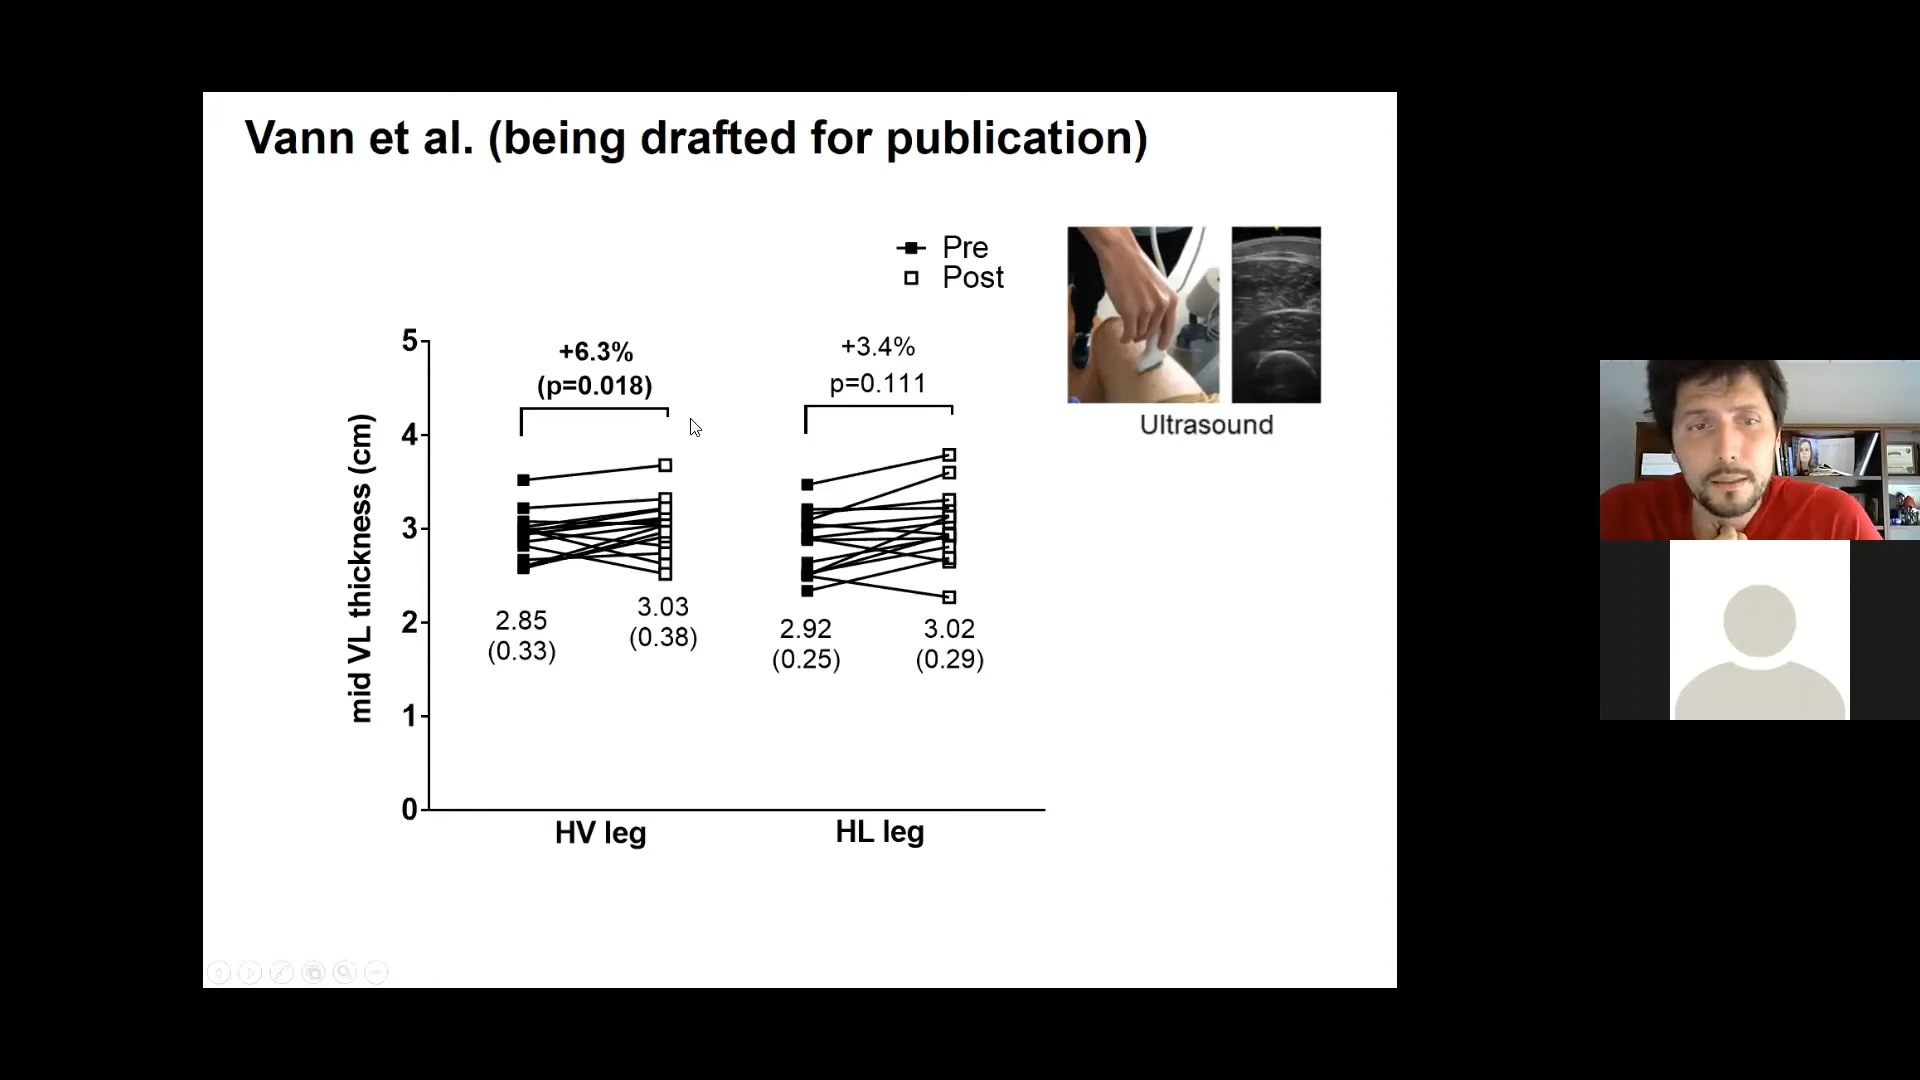 Vann et al. (being drafted for publication)
Pre
Post
Ultrasound
+6.3%
(p=0.018)
+3.4%
p=0.111
mid VL thickness (cm)
5
4
3
2
1
0
2.85
(0.33)
3.03
(0.38)
2.92
(0.25)
3.02
(0.29)
HV leg
HL leg